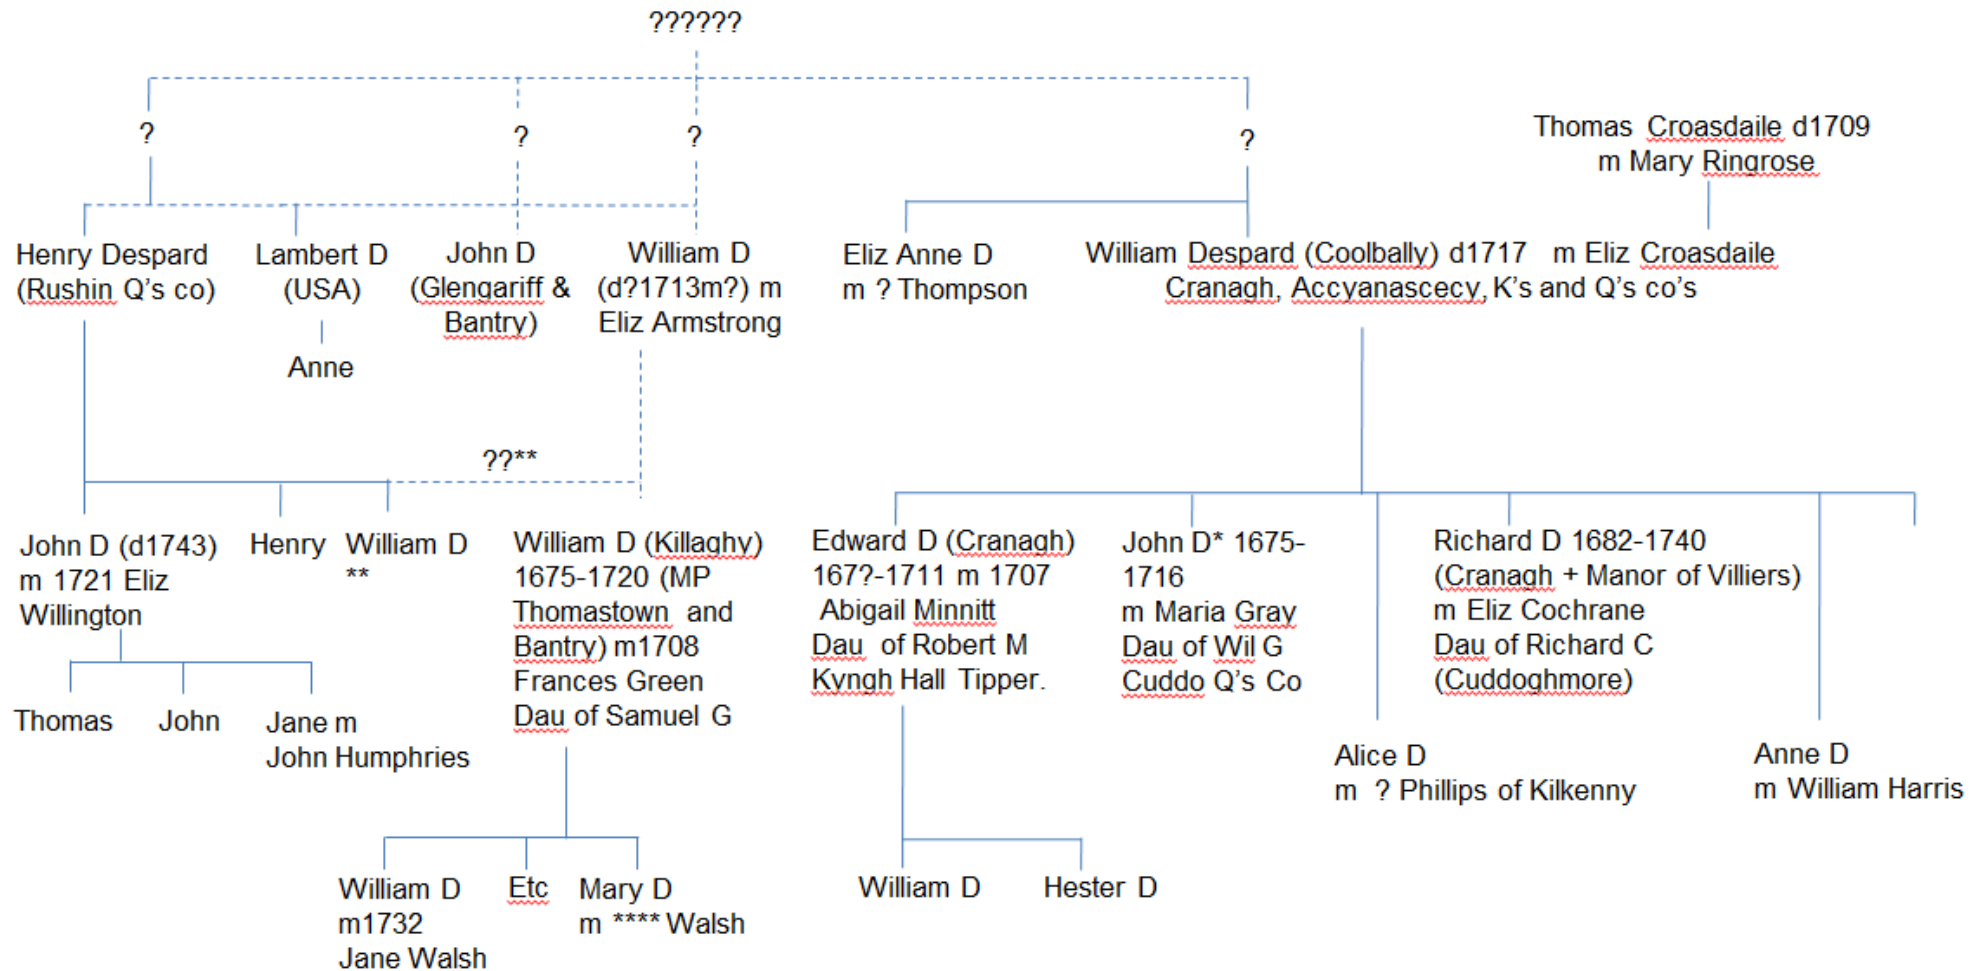 ??????
?
?
?
?
Thomas Croasdaile d1709
m Mary Ringrose
Henry Despard
(Rushin Q's co)
Lambert D
(USA)
Anne
John D
(Glengariff &
Bantry)
William D
(d?1713m?) m
Eliz Armstrong
Eliz Anne D
m ? Thompson
William Despard (Coolbally) d1717 m Eliz Croasdaile
Cranagh, Accyanascecy, K's and Q's co's
??**
John D (d1743)
m 1721 Eliz
Willington
Henry
William D
**
William D (Killaghy)
1675-1720 (MP
Thomastown and
Bantry) m1708
Frances Green
Dau of Samuel G
Edward D (Cranagh)
167?-1711 m 1707
Abigail Minnitt
Dau of Robert M
Kyngh Hall Tipper.
John D* 1675-
1716
m Maria Gray
Dau of Wil G
Cuddo Q's Co
Richard D 1682-1740
(Cranagh + Manor of Villiers)
m Eliz Cochrane
Dau of Richard C
(Cuddoghmore)
Thomas
John
Jane m
John Humphries
Alice D
m ? Phillips of Kilkenny
Anne D
m William Harris
William D
m1732
Jane Walsh
Etc
Mary D
m **** Walsh
William D
Hester D